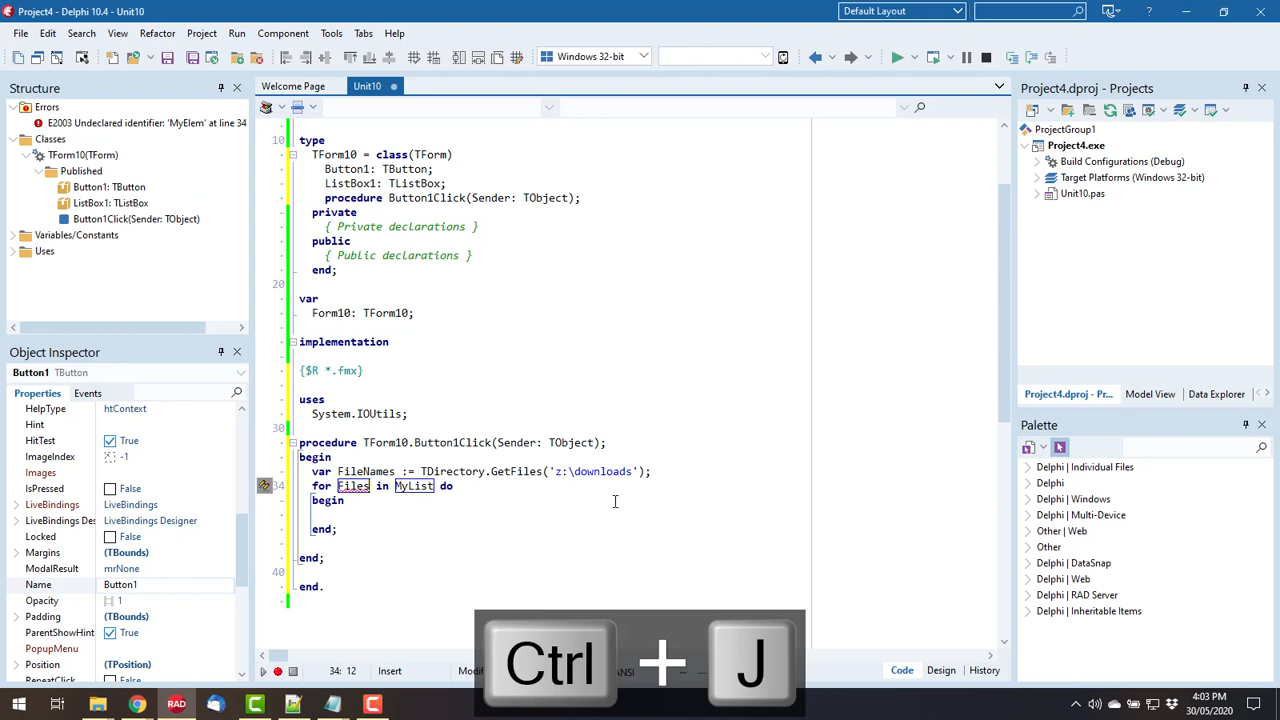 Project4 - Delphi 10.4 - Unit10
Default Layout
File Edit Search View Refactor Project Run Component Tools Tabs Help
Windows 32-bit
Structure
Errors
E2003 Undeclared identifier: 'MyElem' at line 34
Classes
TForm10(TForm)
Published
Button1: TButton
ListBox1: TListBox
Button1Click(Sender: TObject)
Variables/Constants
Uses
Object Inspector
Button1 TButton
Properties Events
HelpType htContext
Hint
HitTest True
ImageIndex -1
Images
IsPressed False
LiveBindings LiveBindings
LiveBindings Des LiveBindings Designer
Locked False
Margins (TBounds)
ModalResult mrNone
Name Button1
Opacity 1
Padding (TBounds)
ParentShowHint True
PopupMenu
Position (TPosition)
Welcome Page Unit10
10 type
TForm10 = class(TForm)
Button1: TButton;
ListBox1: TListBox;
procedure Button1Click(Sender: TObject);
private
{ Private declarations }
public
{ Public declarations }
end;
20
var
Form10: TForm10;
implementation
{$R *.fmx}
uses
System.IOUtils;
30
procedure TForm10.Button1Click(Sender: TObject);
begin
var FileNames := TDirectory.GetFiles('z:\downloads');
34 for Files in MyList do
begin
end;
end;
40
end.
34: 12 Insert
Code Design History
Ctrl + J
Project4.dproj - Projects
ProjectGroup1
Project4.exe
Build Configurations (Debug)
Target Platforms (Windows 32-bit)
Unit10.pas
Project4.dproj - Pr... Model View Data Explorer
Palette
Delphi | Individual Files
Delphi
Delphi | Windows
Delphi | Multi-Device
Other | Web
Other
Delphi | DataSnap
Delphi | Web
Delphi | RAD Server
Delphi | Inheritable Items
RAD
4:03 PM
30/05/2020